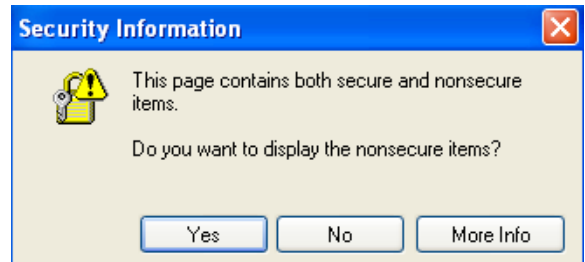 Security Information
This page contains both secure and nonsecure
items.
Do you want to display the nonsecure items?
Yes No More Info